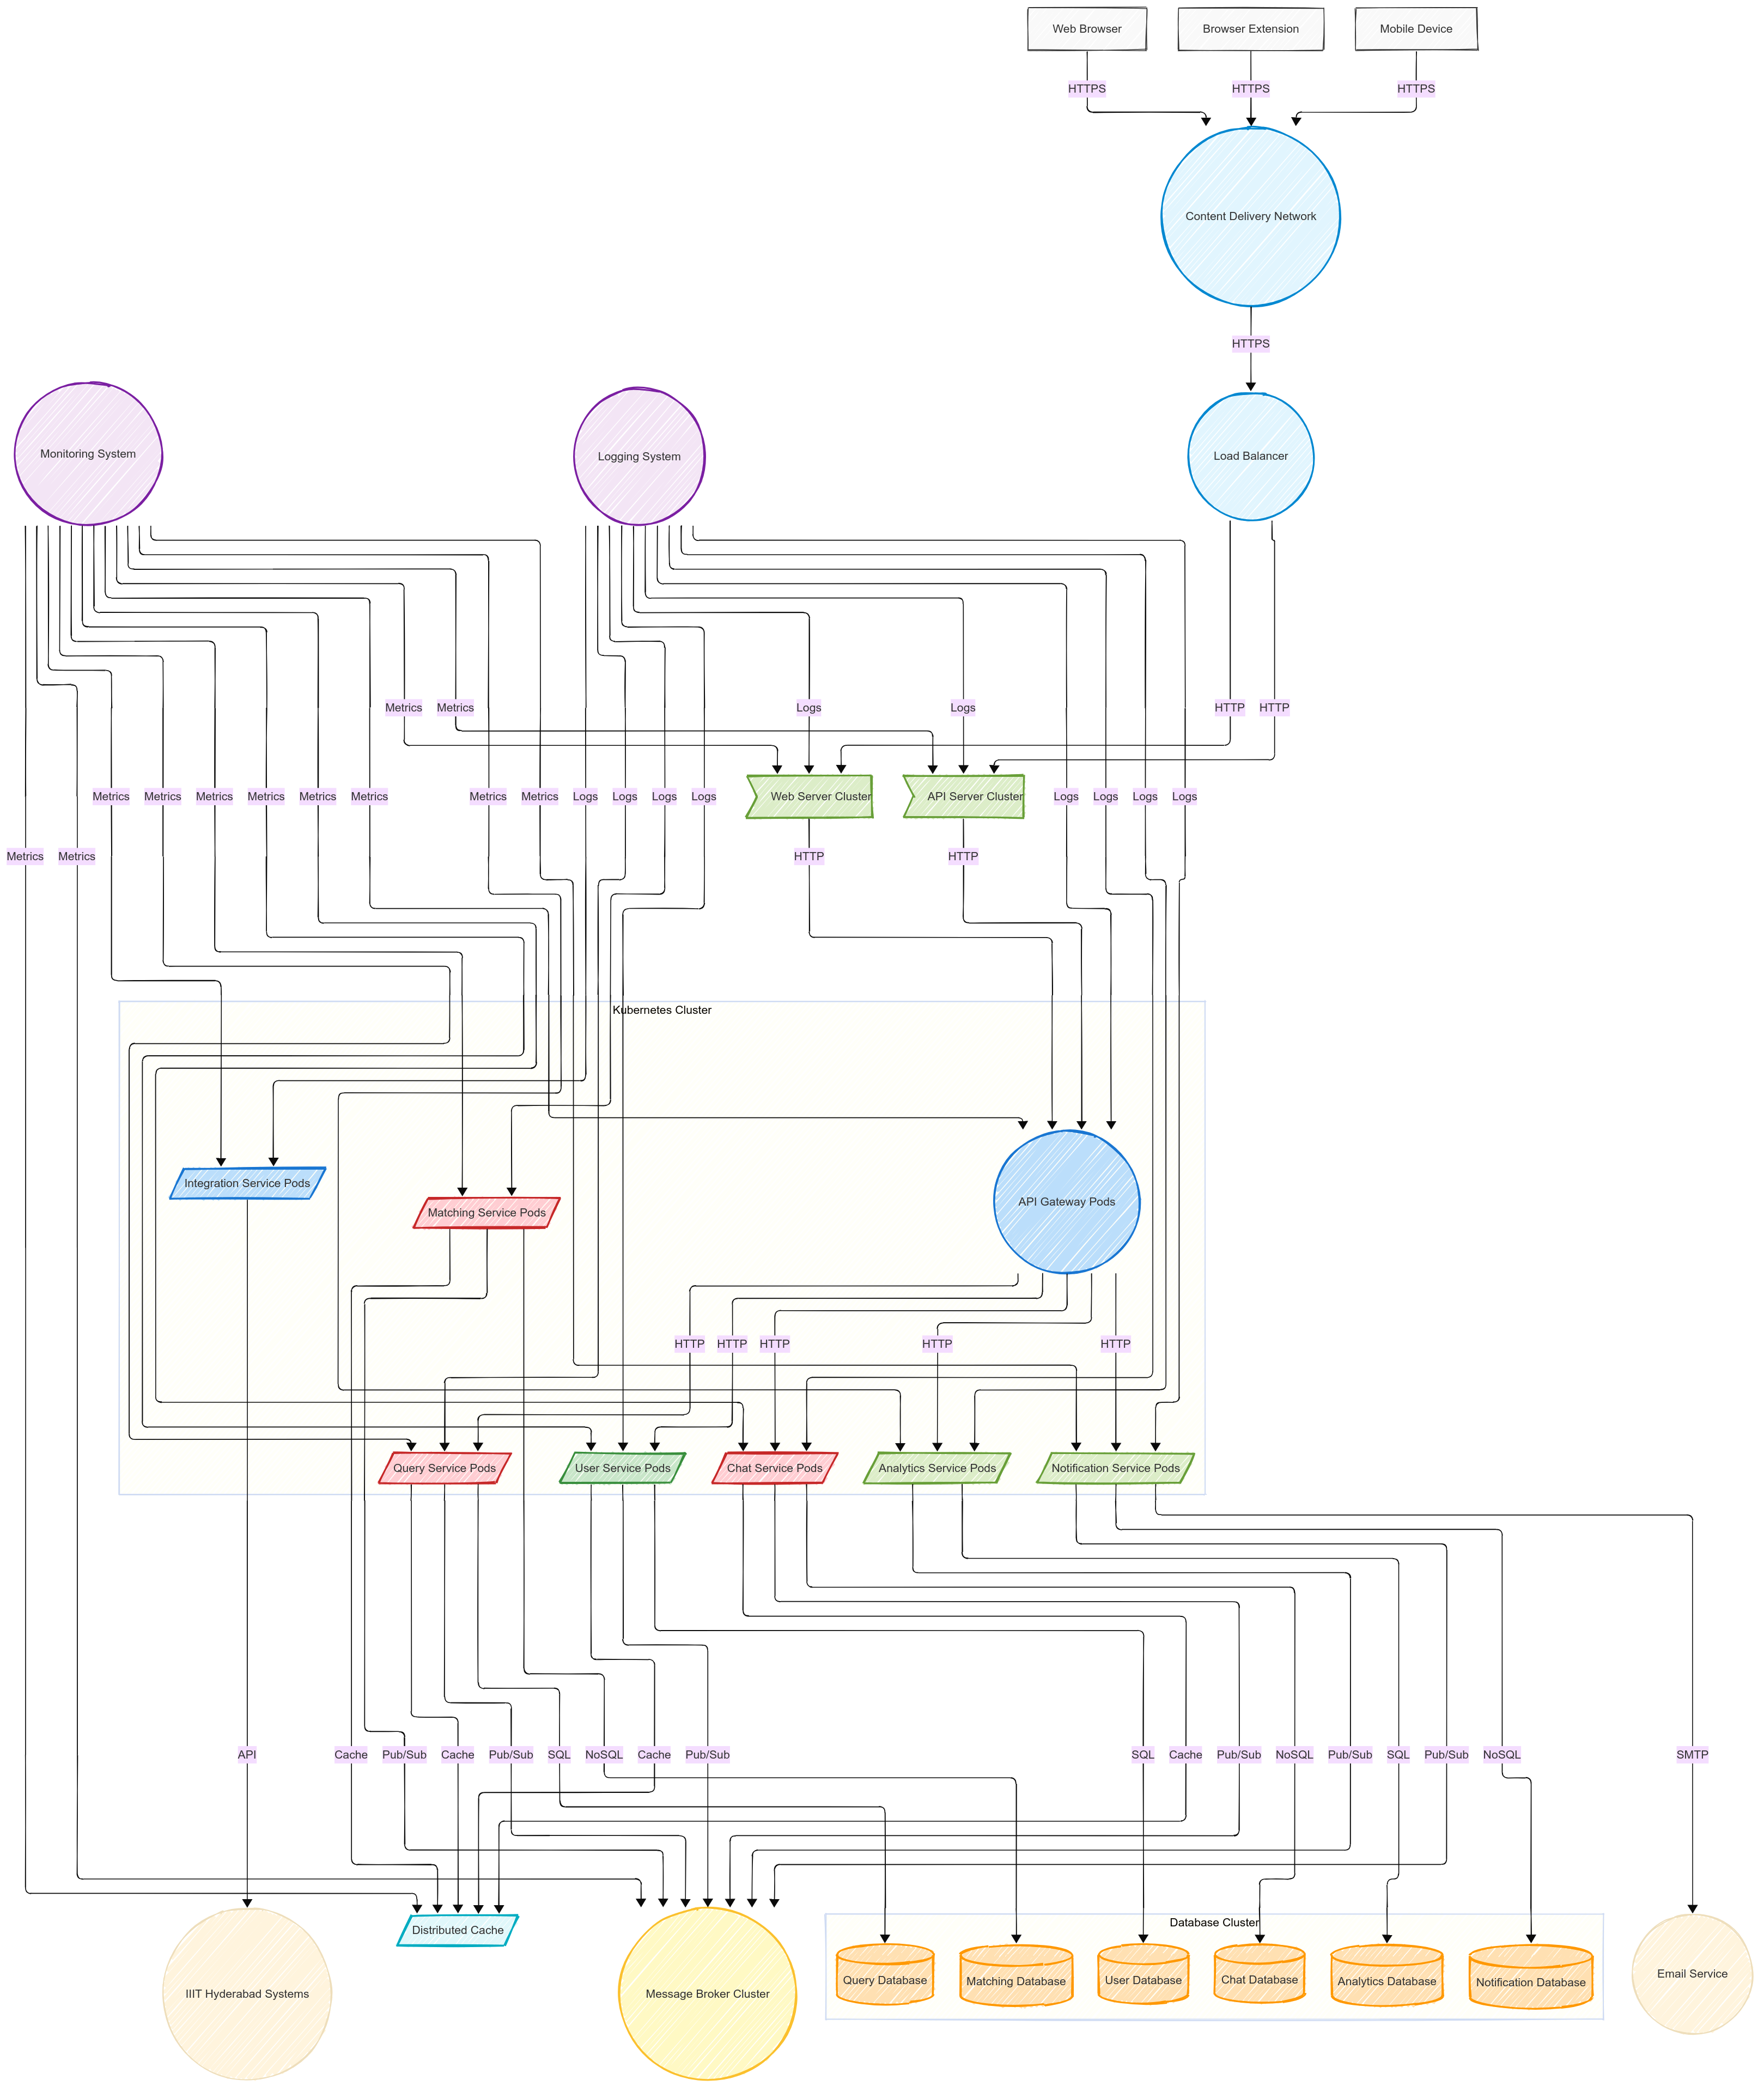 Web Browser
Browser Extension
Mobile Device
HTTPS
HTTPS
HTTPS
Content Delivery Network
HTTPS
Monitoring System
Logging System
Load Balancer
Metrics
Metrics
Logs
Logs
HTTP
HTTP
Metrics
Metrics
Metrics
Metrics
Metrics
Metrics
Metrics
Metrics
Logs
Logs
Logs
Logs
Web Server Cluster
API Server Cluster
Logs
Logs
Logs
Logs
Metrics
Metrics
HTTP
HTTP
Kubernetes Cluster
Integration Service Pods
Matching Service Pods
API Gateway Pods
HTTP
HTTP
HTTP
HTTP
HTTP
Query Service Pods
User Service Pods
Chat Service Pods
Analytics Service Pods
Notification Service Pods
API
Cache
Pub/Sub
Cache
Pub/Sub
SQL
NoSQL
Cache
Pub/Sub
SQL
Cache
Pub/Sub
NoSQL
Pub/Sub
SQL
Pub/Sub
NoSQL
SMTP
Database Cluster
Distributed Cache
IIIT Hyderabad Systems
Message Broker Cluster
Query Database
Matching Database
User Database
Chat Database
Analytics Database
Notification Database
Email Service